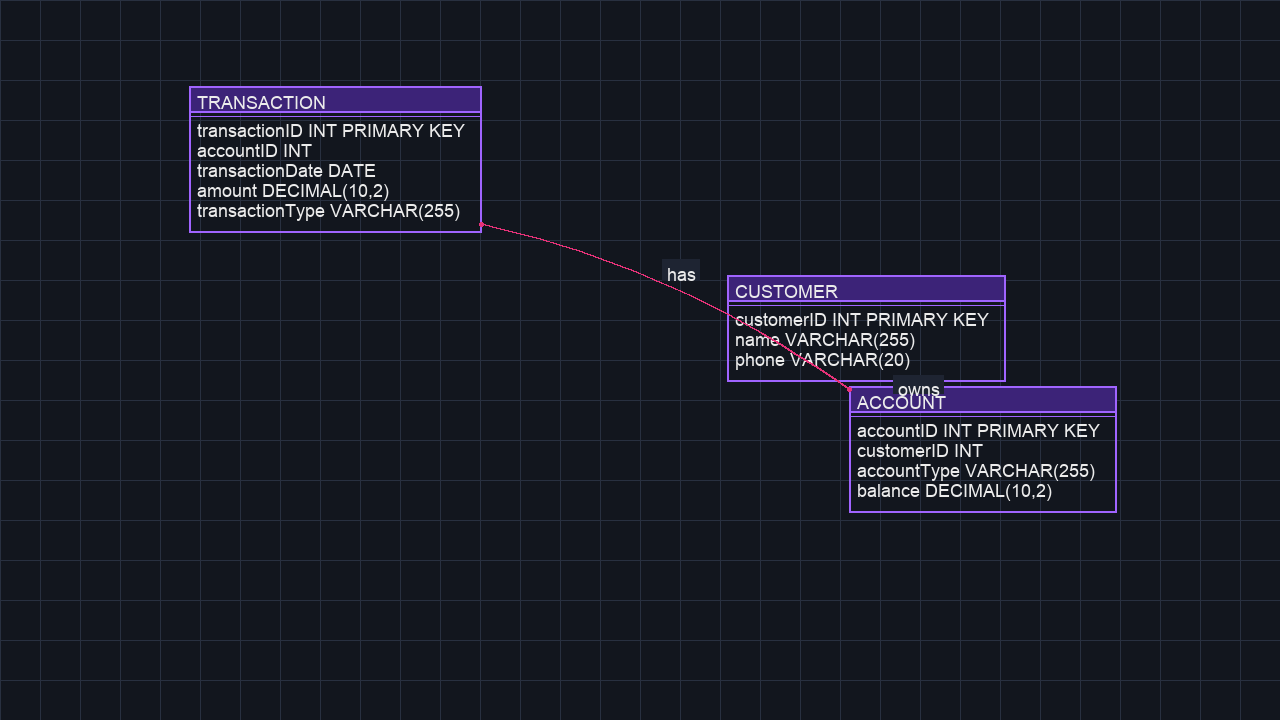 TRANSACTION
transactionID INT PRIMARY KEY
accountID INT
transactionDate DATE
amount DECIMAL(10,2)
transactionType VARCHAR(255)
has
CUSTOMER
customerID INT PRIMARY KEY
name VARCHAR(255)
phone VARCHAR(20)
owns
ACCOUNT
accountID INT PRIMARY KEY
customerID INT
accountType VARCHAR(255)
balance DECIMAL(10,2)